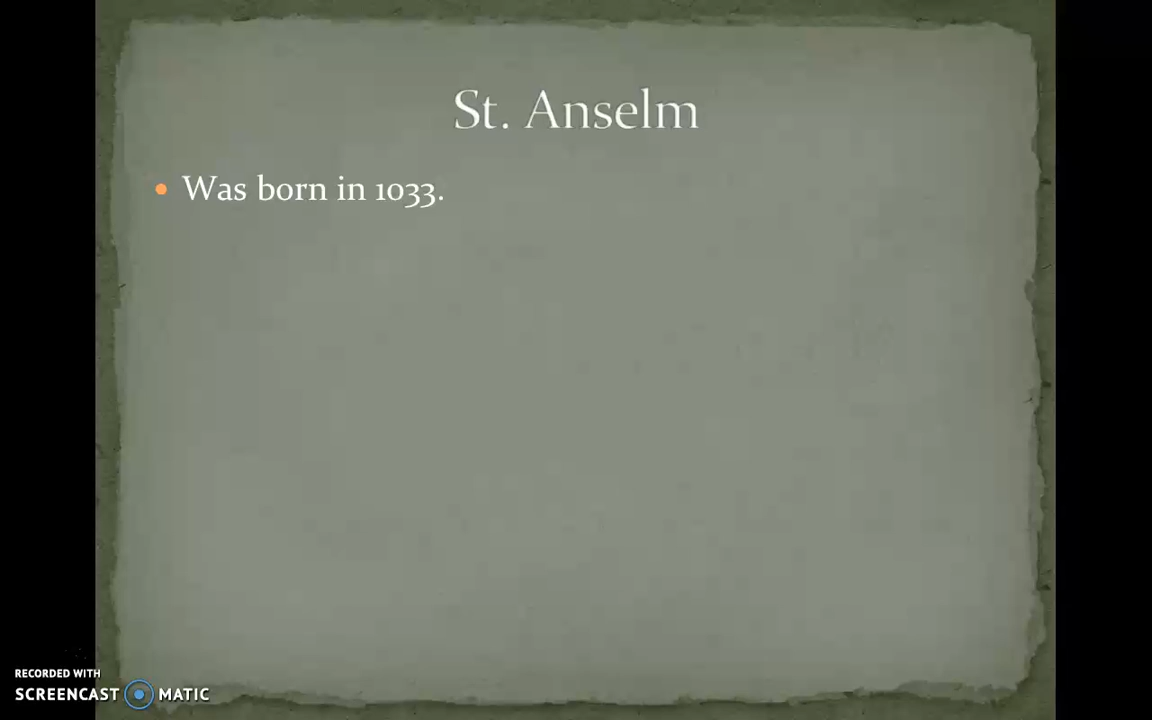 St. Anselm
Was born in 1033.
RECORDED WITH
SCREENCAST MATIC